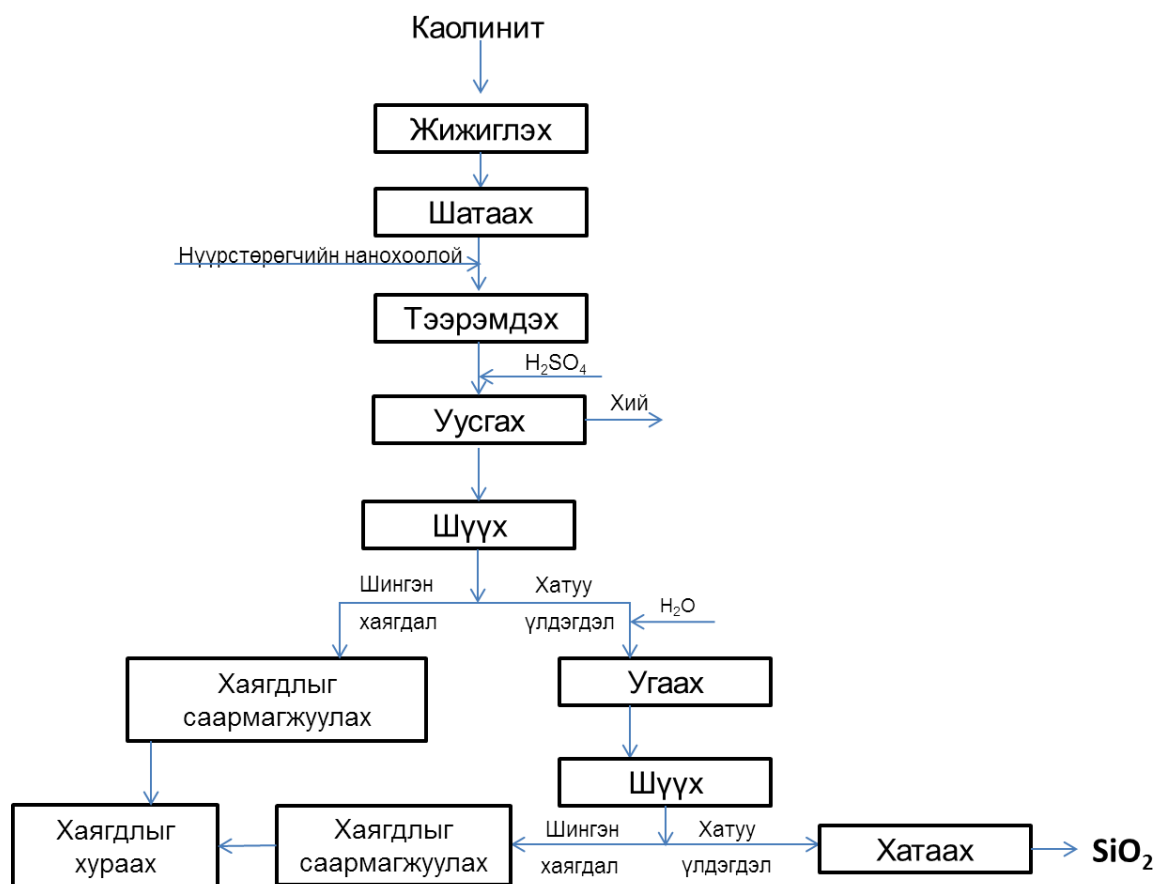 Каолинит
Жижиглэх
Шатаах
Нүүрстөрөгчийн нанохоолой
Тээрэмдэх
H₂SO₄
Уусгах
Хий
Шүүх
Шингэн
хаягдал
Хатуу
үлдэгдэл
H₂O
Хаягдлыг
саармагжуулах
Угаах
Шүүх
Хаягдлыг
хураах
Хаягдлыг
саармагжуулах
Шингэн
хаягдал
Хатуу
үлдэгдэл
Хатаах
SiO₂